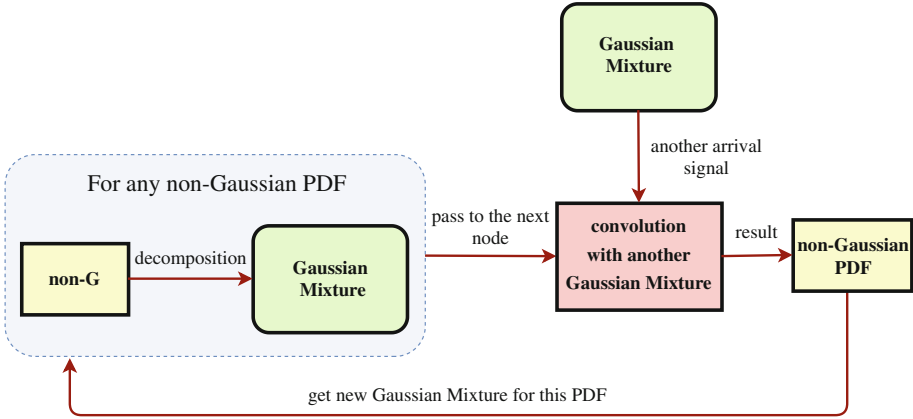 Gaussian
Mixture
another arrival
signal
For any non-Gaussian PDF
non-G
decomposition
Gaussian
Mixture
pass to the next
node
convolution
with another
Gaussian Mixture
result
non-Gaussian
PDF
get new Gaussian Mixture for this PDF